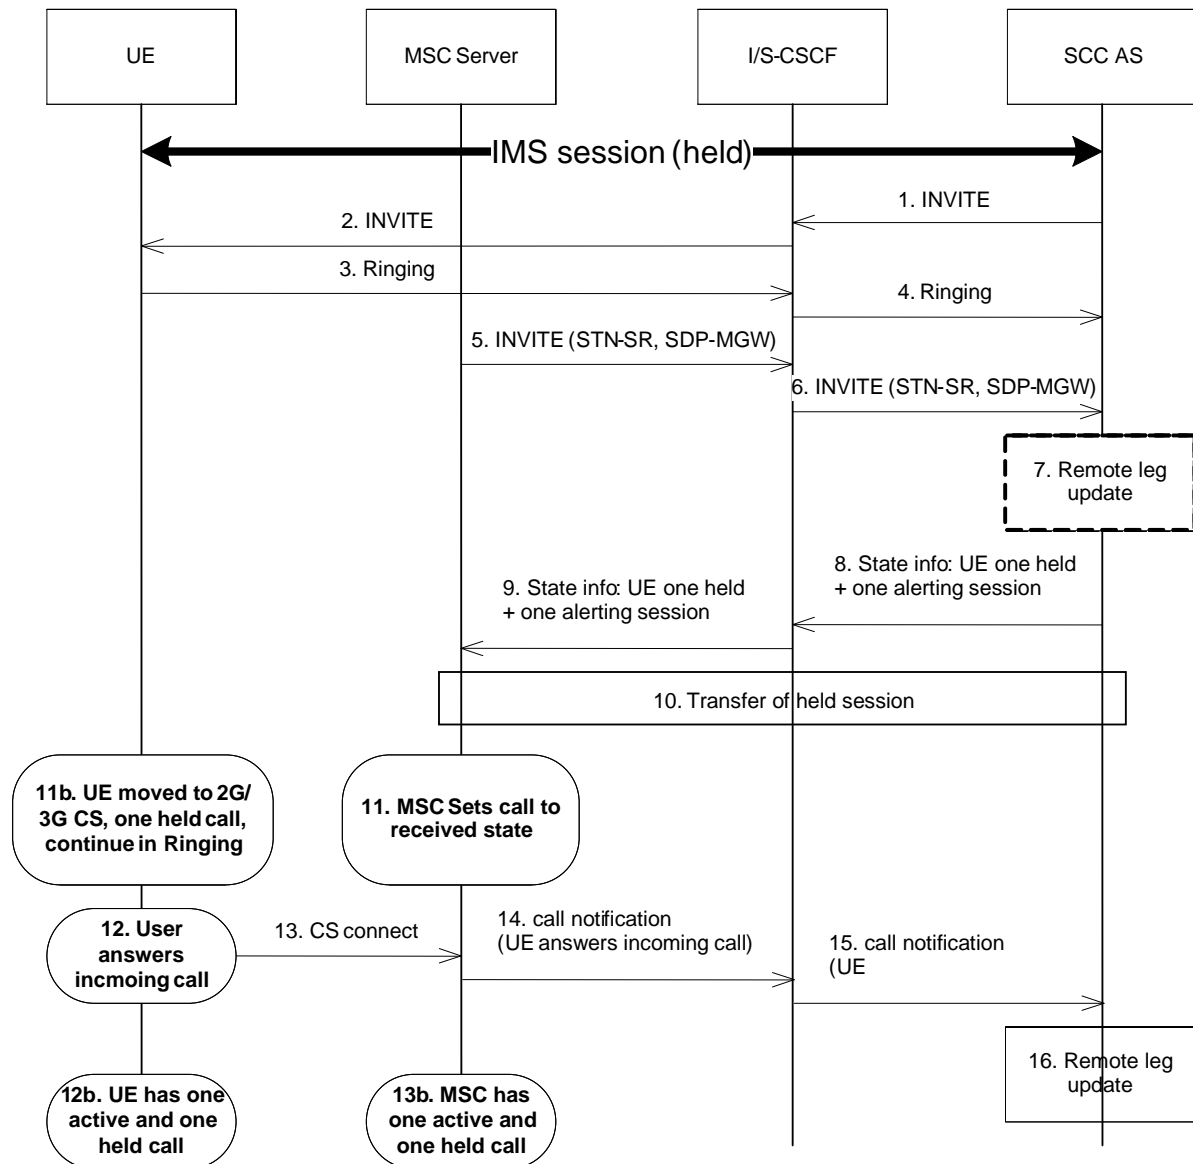 UE
MSC Server
I/S-CSCF
SCC AS
IMS session (held)
1. INVITE
2. INVITE
3. Ringing
4. Ringing
5. INVITE (STN-SR, SDP-MGW)
6. INVITE (STN-SR, SDP-MGW)
7. Remote leg
update
8. State info: UE one held
+ one alerting session
9. State info: UE one held
+ one alerting session
10. Transfer of held session
11b. UE moved to 2G/
3G CS, one held call,
continue in Ringing
11. MSC Sets call to
received state
12. User
answers
incmoing call
13. CS connect
14. call notification
(UE answers incoming call)
15. call notification
(UE
16. Remote leg
update
12b. UE has one
active and one
held call
13b. MSC has
one active and
one held call